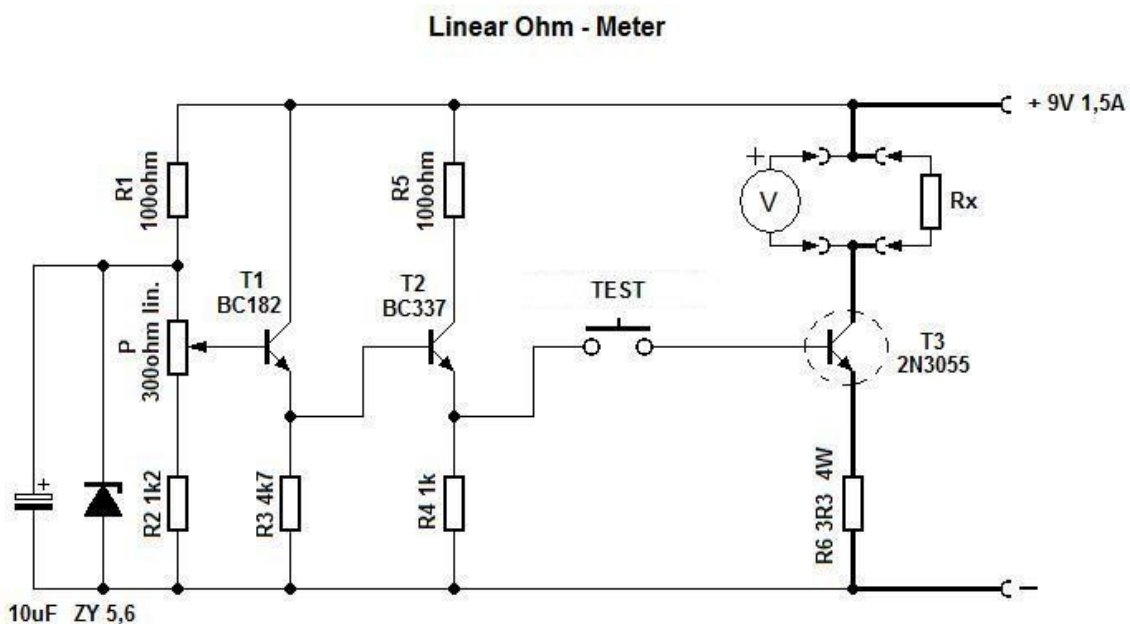 Linear Ohm - Meter
+ 9V 1,5A
R1
100ohm
R5
100ohm
+
V
Rx
P
300ohm lin.
T1
BC182
T2
BC337
TEST
T3
2N3055
+
R2 1k2
R3 4k7
R4 1k
R6 3R3 4W
-
10uF ZY 5,6